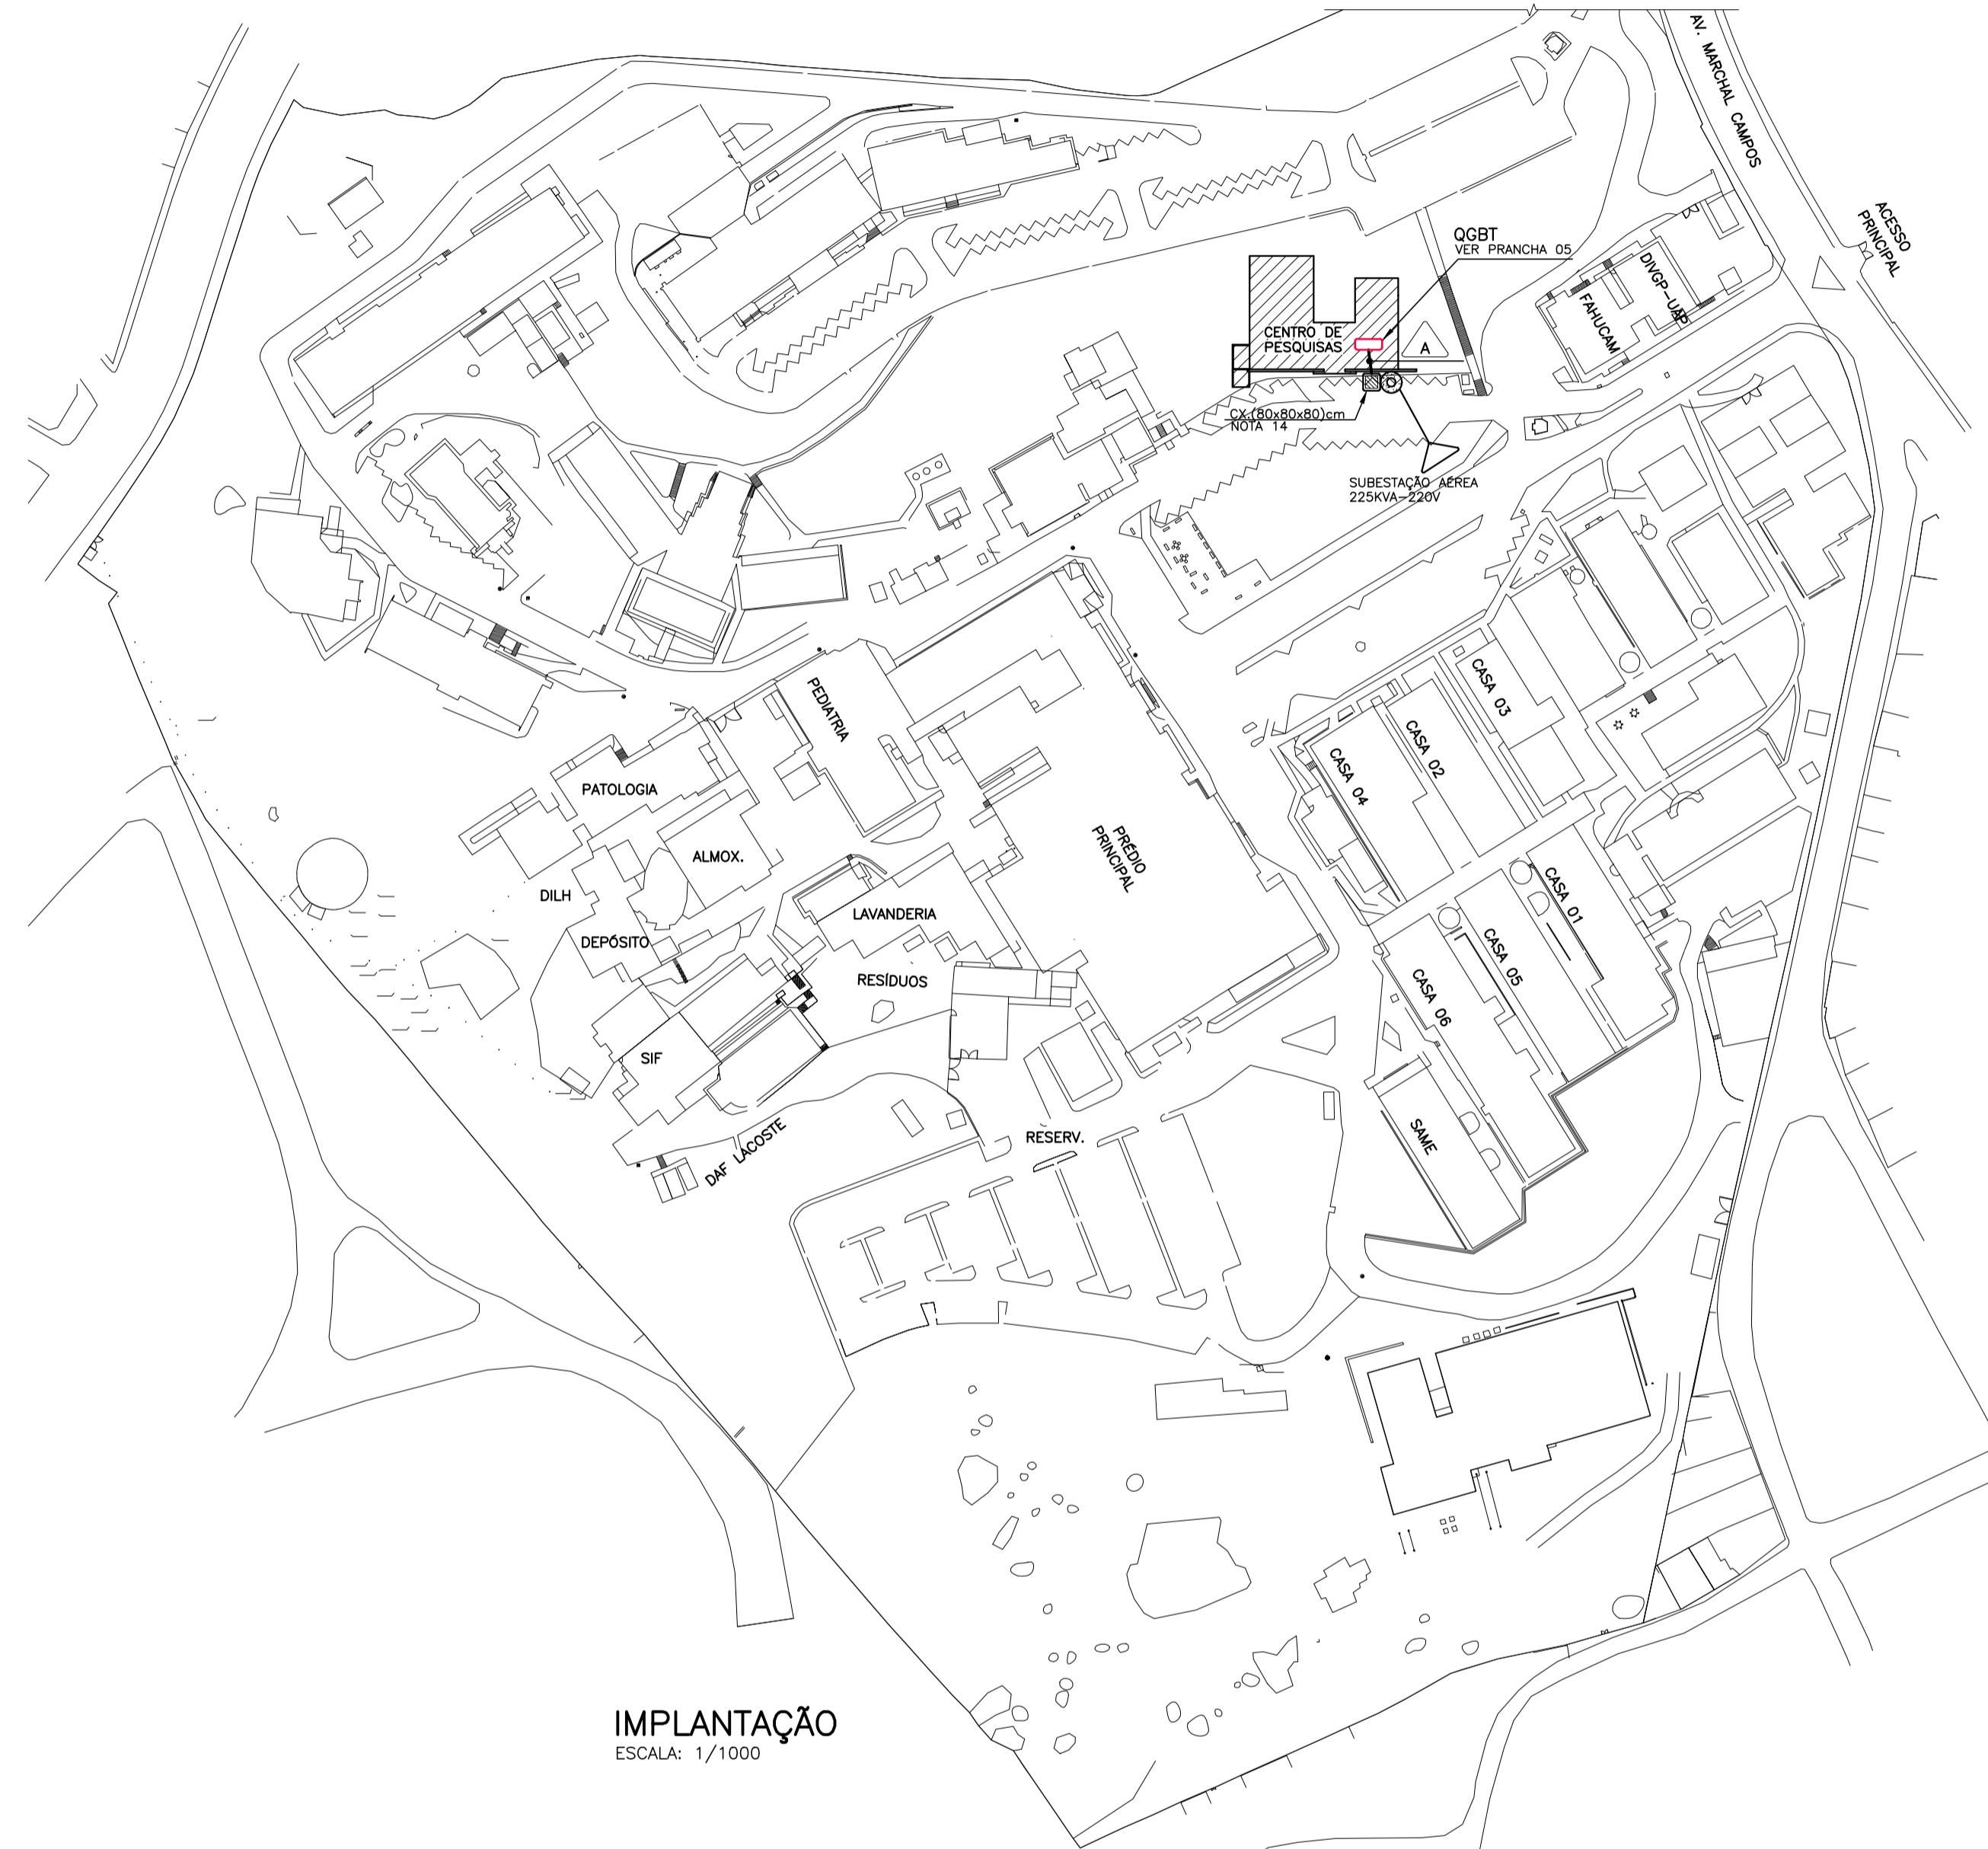 AV. MARCHAL CAMPOS
ACESSO
PRINCIPAL
QGBT
VER PRANCHA 05
DIVGP-UAP
FAHUCAM
CENTRO DE
PESQUISAS
A
CX.(80x80x80)cm
NOTA 14
SUBESTAÇÃO AÉREA
225KVA-220V
PEDIATRIA
CASA 03
CASA 02
CASA 04
PATOLOGIA
ALMOX.
PRÉDIO
PRINCIPAL
DILH
LAVANDERIA
CASA 01
DEPÓSITO
CASA 05
RESÍDUOS
CASA 06
SIF
DAF LACOSTE
RESERV.
SAME
IMPLANTAÇÃO
ESCALA: 1/1000